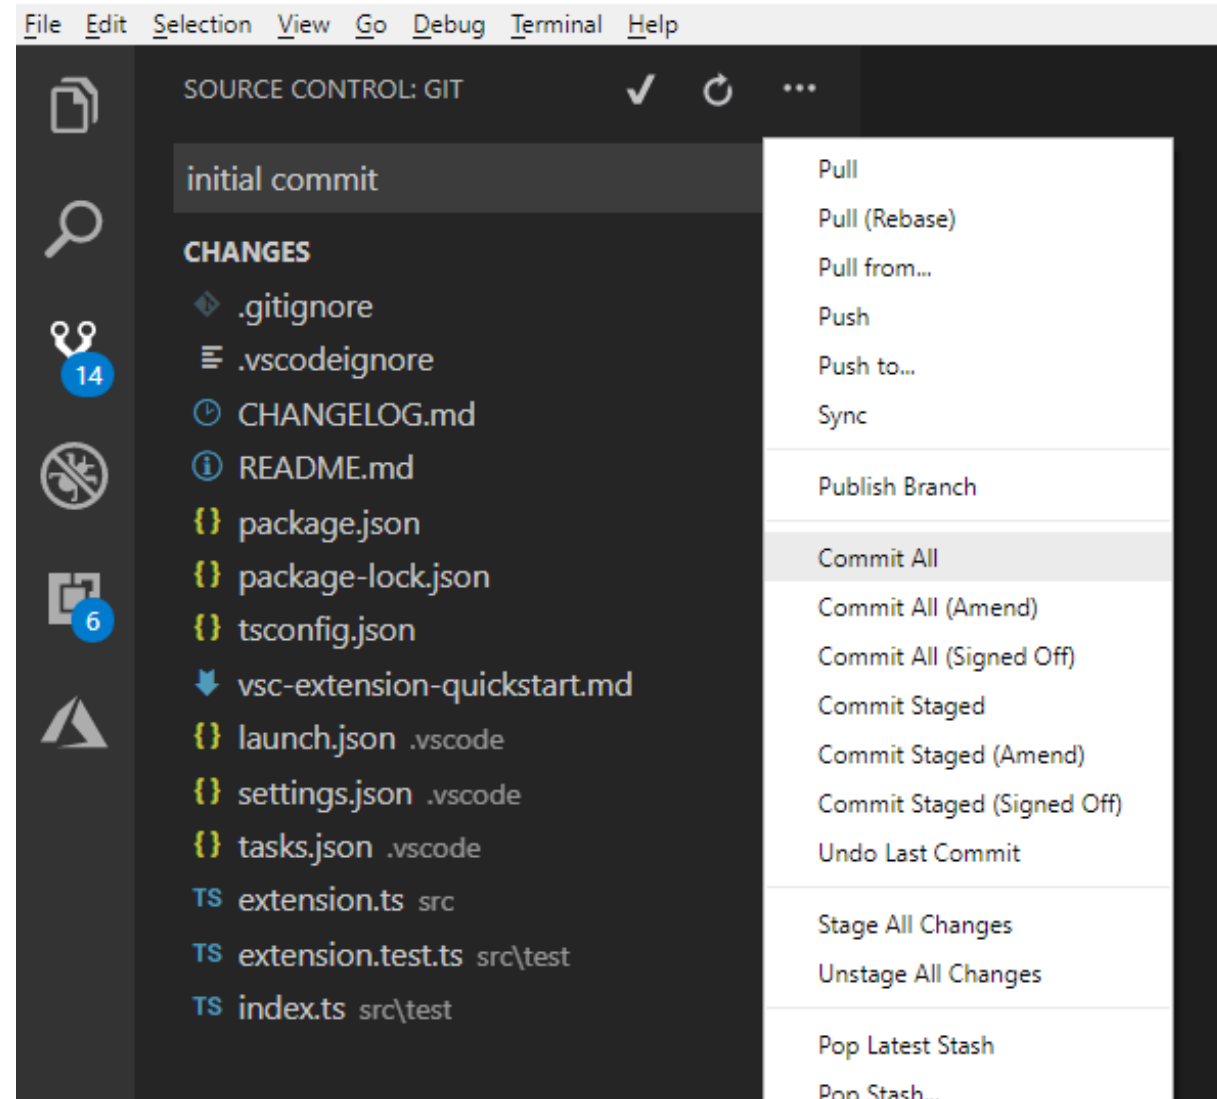 File Edit Selection View Go Debug Terminal Help
SOURCE CONTROL: GIT
initial commit
CHANGES
.gitignore
.vscodeignore
CHANGELOG.md
README.md
{} package.json
{} package-lock.json
{} tsconfig.json
vsc-extension-quickstart.md
{} launch.json .vscode
{} settings.json .vscode
{} tasks.json .vscode
TS extension.ts src
TS extension.test.ts src\test
TS index.ts src\test
14
6
Pull
Pull (Rebase)
Pull from...
Push
Push to...
Sync
Publish Branch
Commit All
Commit All (Amend)
Commit All (Signed Off)
Commit Staged
Commit Staged (Amend)
Commit Staged (Signed Off)
Undo Last Commit
Stage All Changes
Unstage All Changes
Pop Latest Stash
Pop Stash...